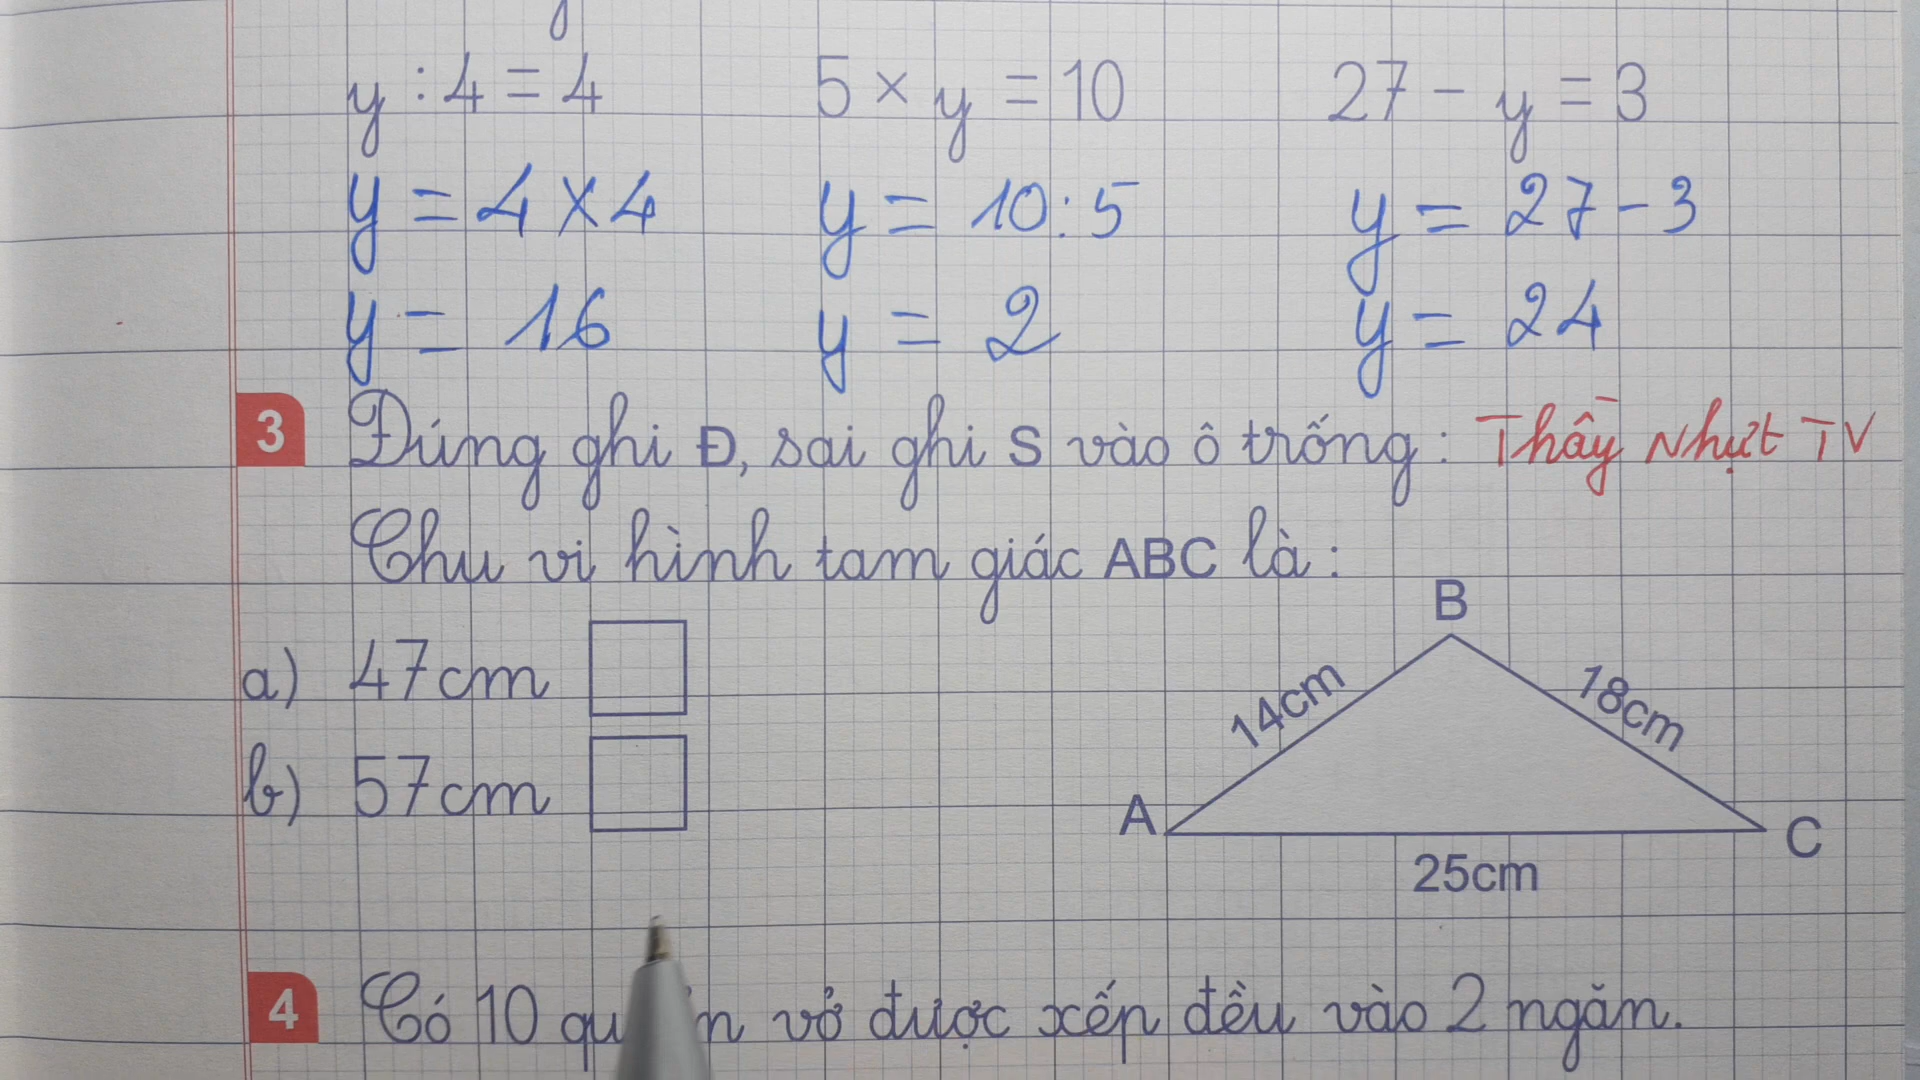 y : 4 = 4 5 × y = 10 27 - y = 3
y = 4 × 4 y = 10 : 5 y = 27 - 3
y = 16 y = 2 y = 24
3 Đúng ghi Đ, sai ghi S vào ô trống: Thầy Nhựt TV
Chu vi hình tam giác ABC là:
a) 47cm
b) 57cm
B
14cm
18cm
A
C
25cm
4 Có 10 vở được xếp đều vào 2 ngăn.